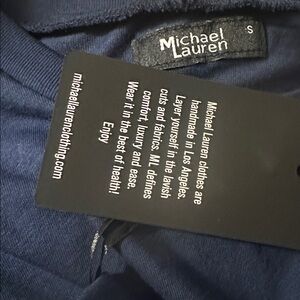 Michael
Lauren
S
Michael Lauren clothes are
handmade in Los Angeles.
Layer yourself in the lavish
cuts and fabrics. ML defines
comfort, luxury and ease.
Wear it in the best of health!
Enjoy
michaellaurenclothing.com